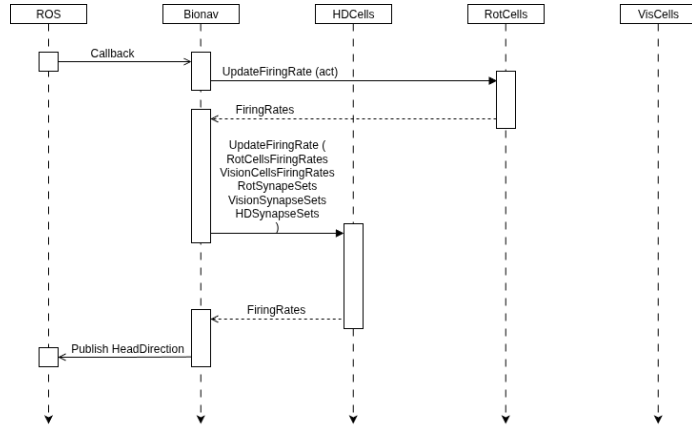 ROS
Bionav
HDCells
RotCells
VisCells
Callback
UpdateFiringRate (act)
FiringRates
UpdateFiringRate (
RotCellsFiringRates
VisionCellsFiringRates
RotSynapeSets
VisionSynapseSets
HDSynapseSets
)
FiringRates
Publish HeadDirection